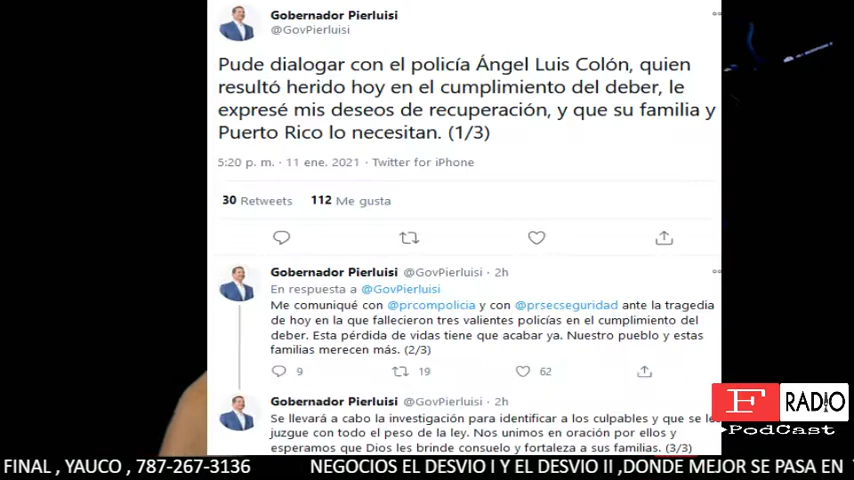 Gobernador Pierluisi
@GovPierluisi
Pude dialogar con el policía Ángel Luis Colón, quien
resultó herido hoy en el cumplimiento del deber, le
expresé mis deseos de recuperación, y que su familia y
Puerto Rico lo necesitan. (1/3)
5:20 p. m. · 11 ene. 2021 · Twitter for iPhone
30 Retweets 112 Me gusta
Gobernador Pierluisi @GovPierluisi · 2h
En respuesta a @GovPierluisi
Me comuniqué con @prcompolicia y con @prsecseguridad ante la tragedia
de hoy en la que fallecieron tres valientes policías en el cumplimiento del
deber. Esta pérdida de vidas tiene que acabar ya. Nuestro pueblo y estas
familias merecen más. (2/3)
9 19 62
Gobernador Pierluisi @GovPierluisi · 2h
Se llevará a cabo la investigación para identificar a los culpables y que se le
juzgue con todo el peso de la ley. Nos unimos en oración por ellos y
esperamos que Dios les brinde consuelo y fortaleza a sus familias. (3/3)
F RADIO
PodCast
FINAL , YAUCO, 787-267-3136 NEGOCIOS EL DESVIO I Y EL DESVIO II ,DONDE MEJOR SE PASA EN